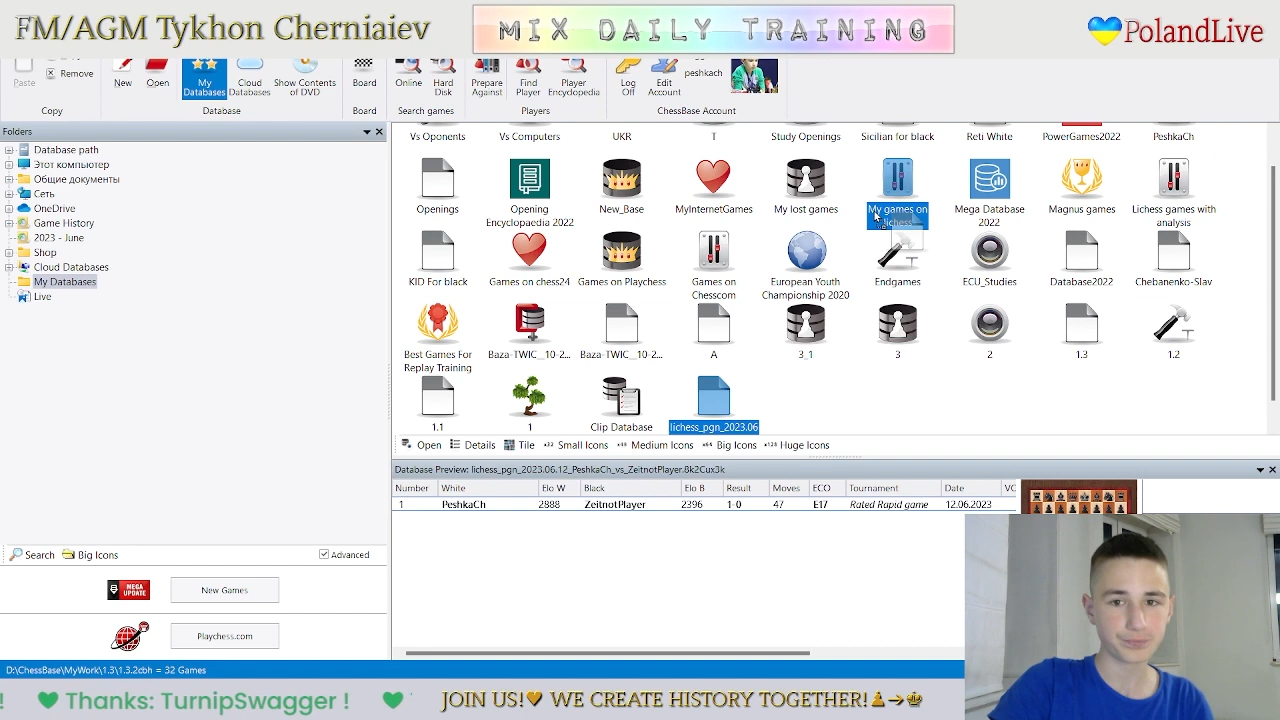 FM/AGM Tykhon Cherniaiev
MIX DAILY TRAINING
PolandLive
Paste
Remove
New
Open
My Databases
Cloud Databases
Show Contents of DVD
Board
Online
Hard Disk
Prepare Against
Find Player
Player Encyclopedia
Log Off
Edit Account
peshkach
Copy
Database
Board
Search games
Players
ChessBase Account
Folders
Database path
Этот компьютер
Общие документы
Сеть
OneDrive
Game History
2023 - June
Shop
Cloud Databases
My Databases
Live
Vs Oponents
Vs Computers
UKR
T
Study Openings
Sicilian for black
Reti White
PowerGames2022
PeshkaCh
Openings
Opening Encyclopaedia 2022
New_Base
MyInternetGames
My lost games
My games on lichess
Mega Database 2022
Magnus games
Lichess games with analysis
KID For black
Games on chess24
Games on Playchess
Games on Chesscom
European Youth Championship 2020
Endgames
ECU_Studies
Database2022
Chebanenko-Slav
Best Games For Replay Training
Baza-TWIC__10-2...
Baza-TWIC__10-2...
A
3_1
3
2
1.3
1.2
1.1
1
Clip Database
lichess_pgn_2023.06
Open
Details
Tile
Small Icons
Medium Icons
Big Icons
Huge Icons
Database Preview: lichess_pgn_2023.06.12_PeshkaCh_vs_ZeitnotPlayer.8k2Cux3k
Number White Elo W Black Elo B Result Moves ECO Tournament Date VC
1 PeshkaCh 2888 ZeitnotPlayer 2396 1-0 47 E17 Rated Rapid game 12.06.2023
Search
Big Icons
Advanced
MEGA UPDATE
New Games
Playchess.com
D:\ChessBase\MyWork\1.3\1.3.2cbh = 32 Games
! Thanks: TurnipSwagger !
JOIN US! WE CREATE HISTORY TOGETHER!